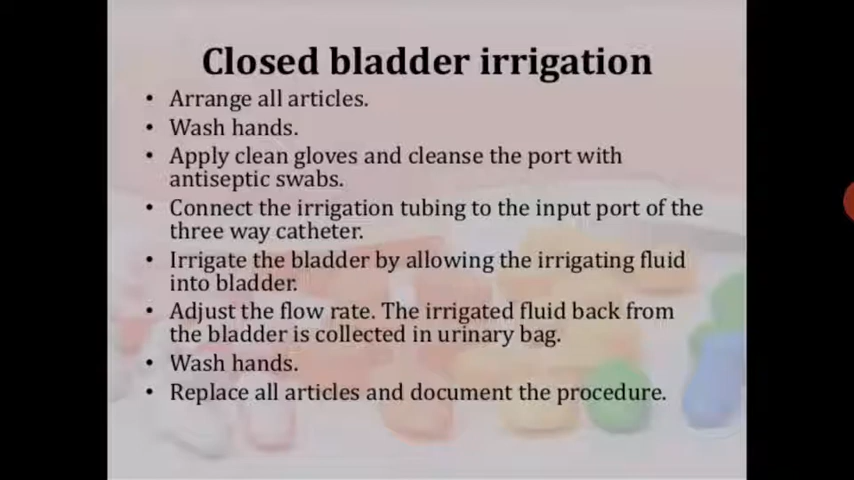 Closed bladder irrigation
• Arrange all articles.
• Wash hands.
• Apply clean gloves and cleanse the port with
antiseptic swabs.
• Connect the irrigation tubing to the input port of the
three way catheter.
• Irrigate the bladder by allowing the irrigating fluid
into bladder.
• Adjust the flow rate. The irrigated fluid back from
the bladder is collected in urinary bag.
• Wash hands.
• Replace all articles and document the procedure.